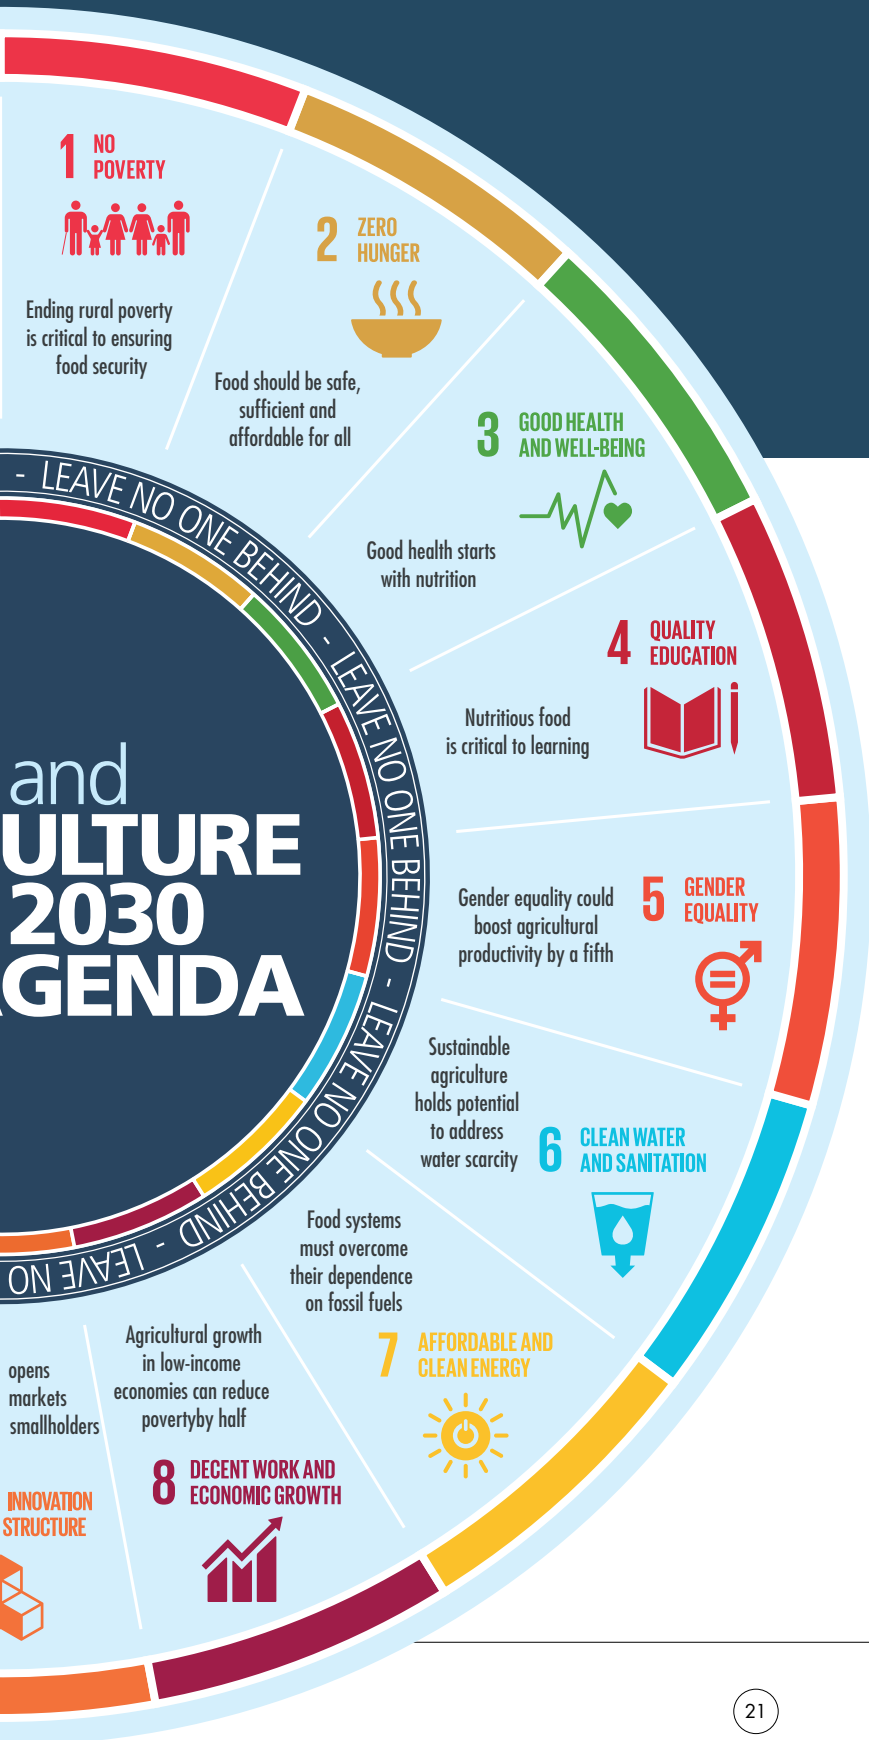 1 NO
POVERTY
Ending rural poverty
is critical to ensuring
food security
2 ZERO
HUNGER
Food should be safe,
sufficient and
affordable for all
3 GOOD HEALTH
AND WELL-BEING
Good health starts
with nutrition
4 QUALITY
EDUCATION
Nutritious food
is critical to learning
Gender equality could
boost agricultural
productivity by a fifth
5 GENDER
EQUALITY
Sustainable
agriculture
holds potential
to address
water scarcity
6 CLEAN WATER
AND SANITATION
Food systems
must overcome
their dependence
on fossil fuels
7 AFFORDABLE AND
CLEAN ENERGY
Agricultural growth
in low-income
economies can reduce
povertyby half
8 DECENT WORK AND
ECONOMIC GROWTH
opens
markets
smallholders
INNOVATION
STRUCTURE
- LEAVE NO ONE BEHIND - LEAVE NO ONE BEHIND - LEAVE NO ONE BEHIND - LEAVE NO
and
ULTURE
2030
GENDA
21